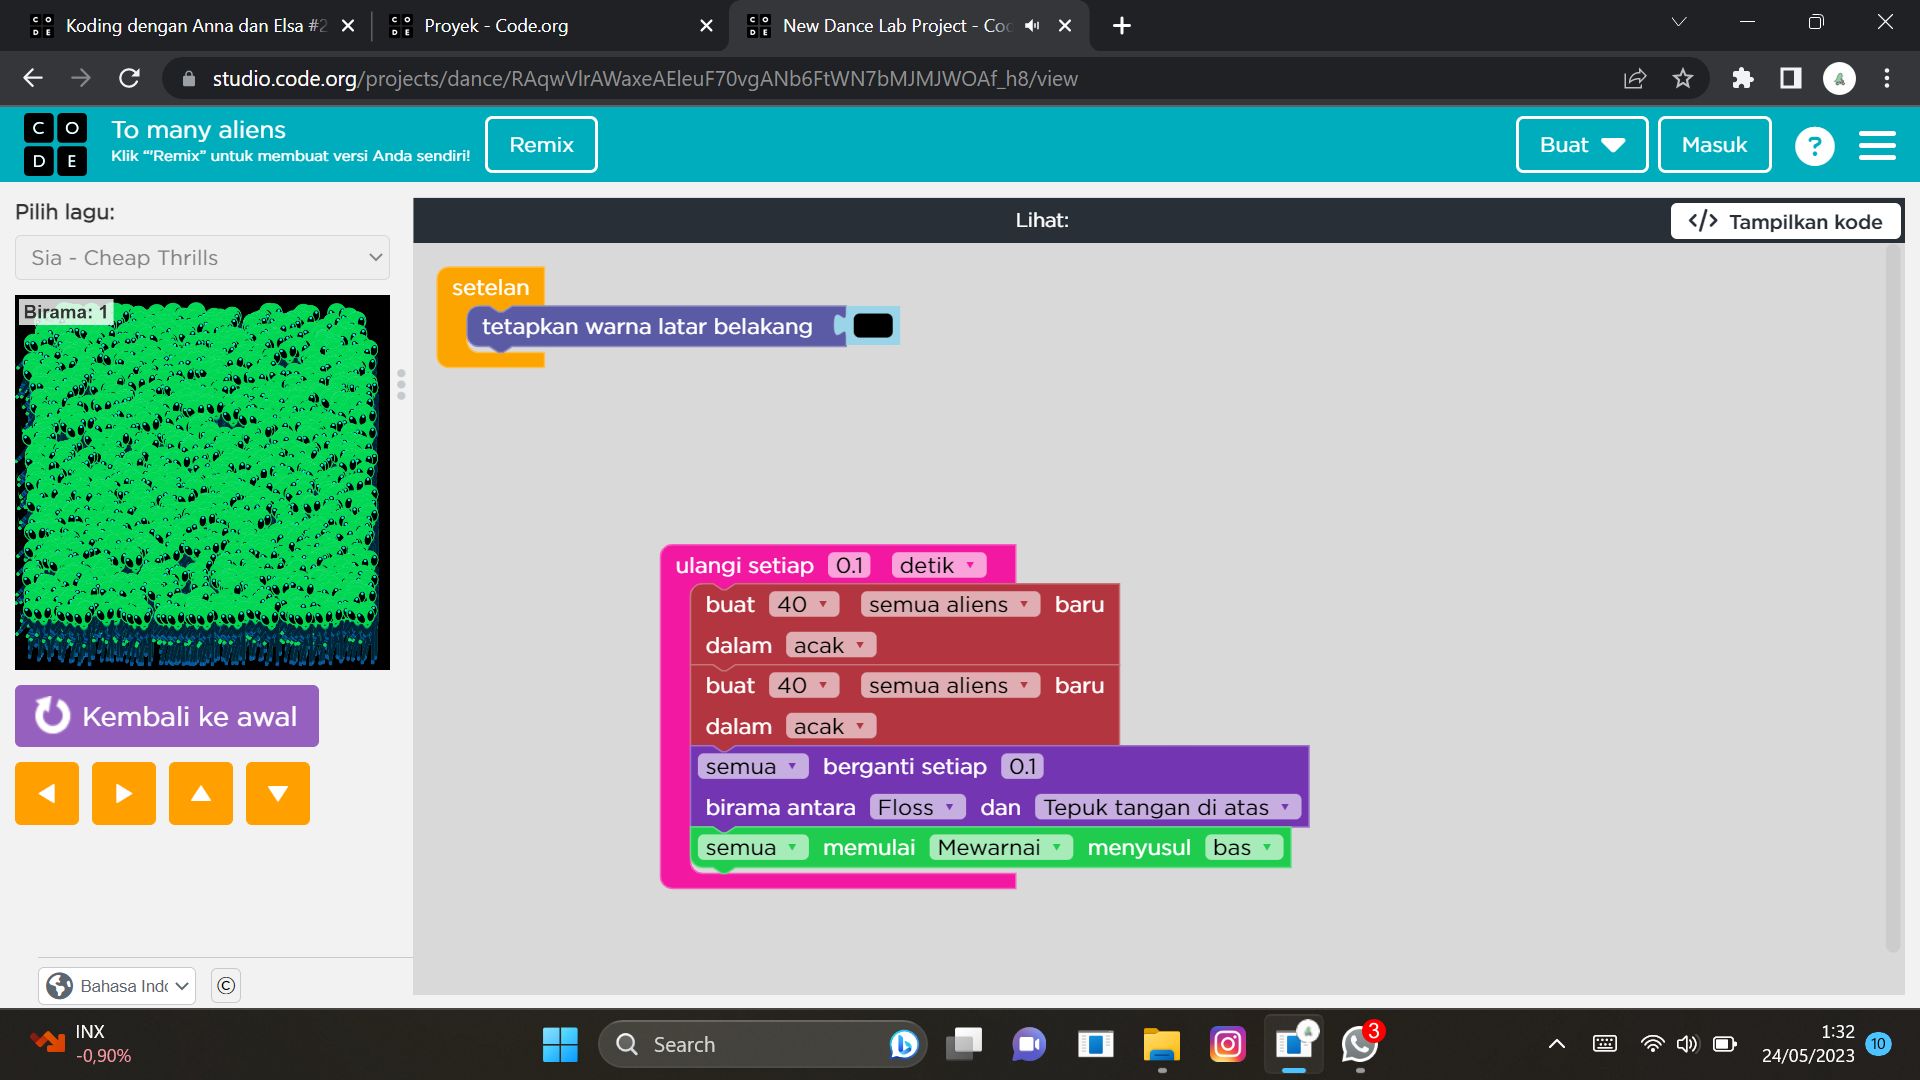 Koding dengan Anna dan Elsa #2
Proyek - Code.org
New Dance Lab Project - Co
studio.code.org/projects/dance/RAqwVlrAWaxeAEleuF70vgANb6FtWN7bMJMJWOAf_h8/view
C O D E
To many aliens
Klik "'Remix" untuk membuat versi Anda sendiri!
Remix
Buat
Masuk
?
Pilih lagu:
Sia - Cheap Thrills
Birama: 1
Kembali ke awal
Lihat:
</> Tampilkan kode
setelan
tetapkan warna latar belakang
ulangi setiap 0.1 detik
buat 40 semua aliens baru
dalam acak
buat 40 semua aliens baru
dalam acak
semua berganti setiap 0.1
birama antara Floss dan Tepuk tangan di atas
semua memulai Mewarnai menyusul bas
Bahasa Indo
©
INX
-0,90%
Search
3
1:32
24/05/2023
10